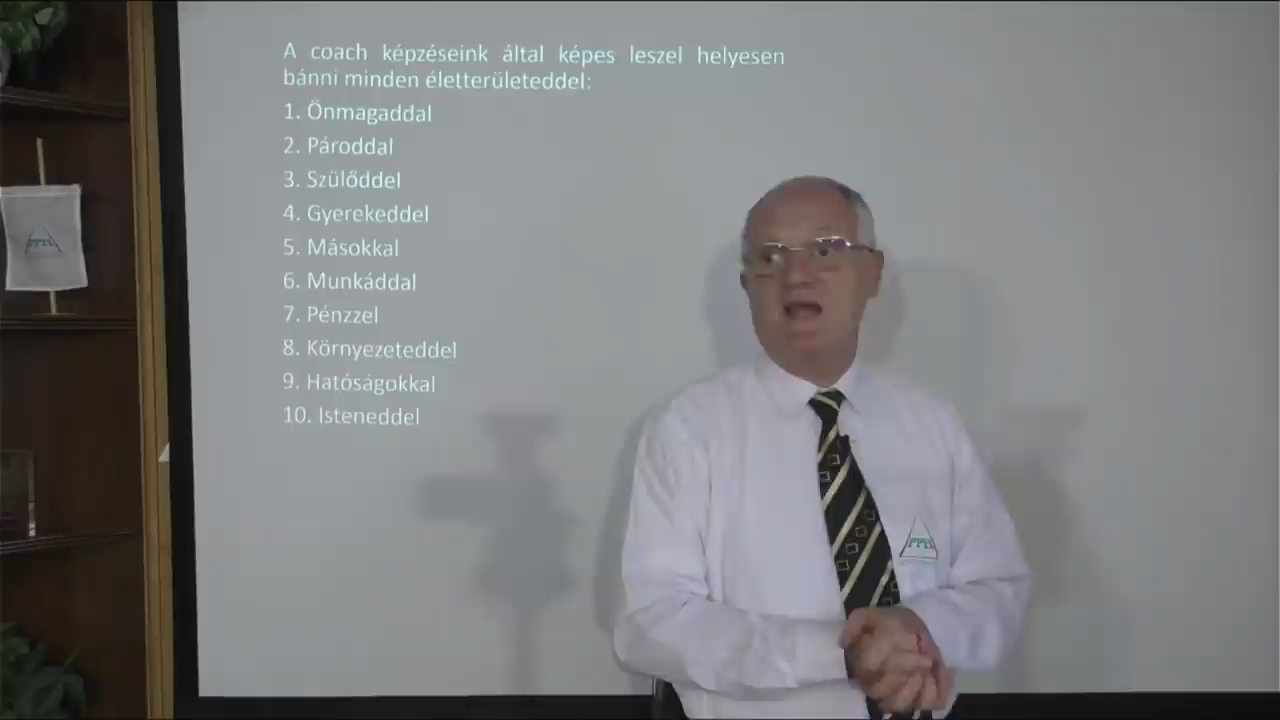 A coach képzéseink által képes leszel helyesen
bánni minden életterületeddel:
1. Önmagaddal
2. Pároddal
3. Szülőddel
4. Gyerekeddel
5. Másokkal
6. Munkáddal
7. Pénzzel
8. Környezeteddel
9. Hatóságokkal
10. Isteneddel